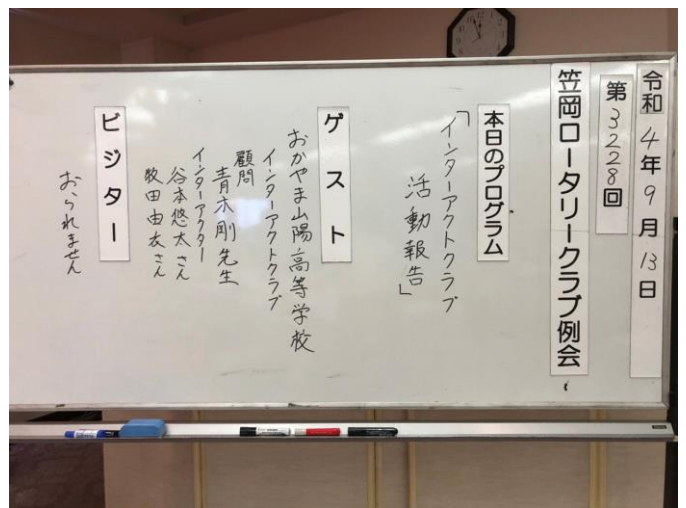 令和4年9月13日
第3228回
笠岡ロータリークラブ例会
本日のプログラム
「インターアクトクラブ
活動報告」
ゲスト
おかやま山陽高等学校
インターアクトクラブ
顧問
青木剛先生
インターアクター
谷本悠太さん
牧田由衣さん
ビジター
おられません